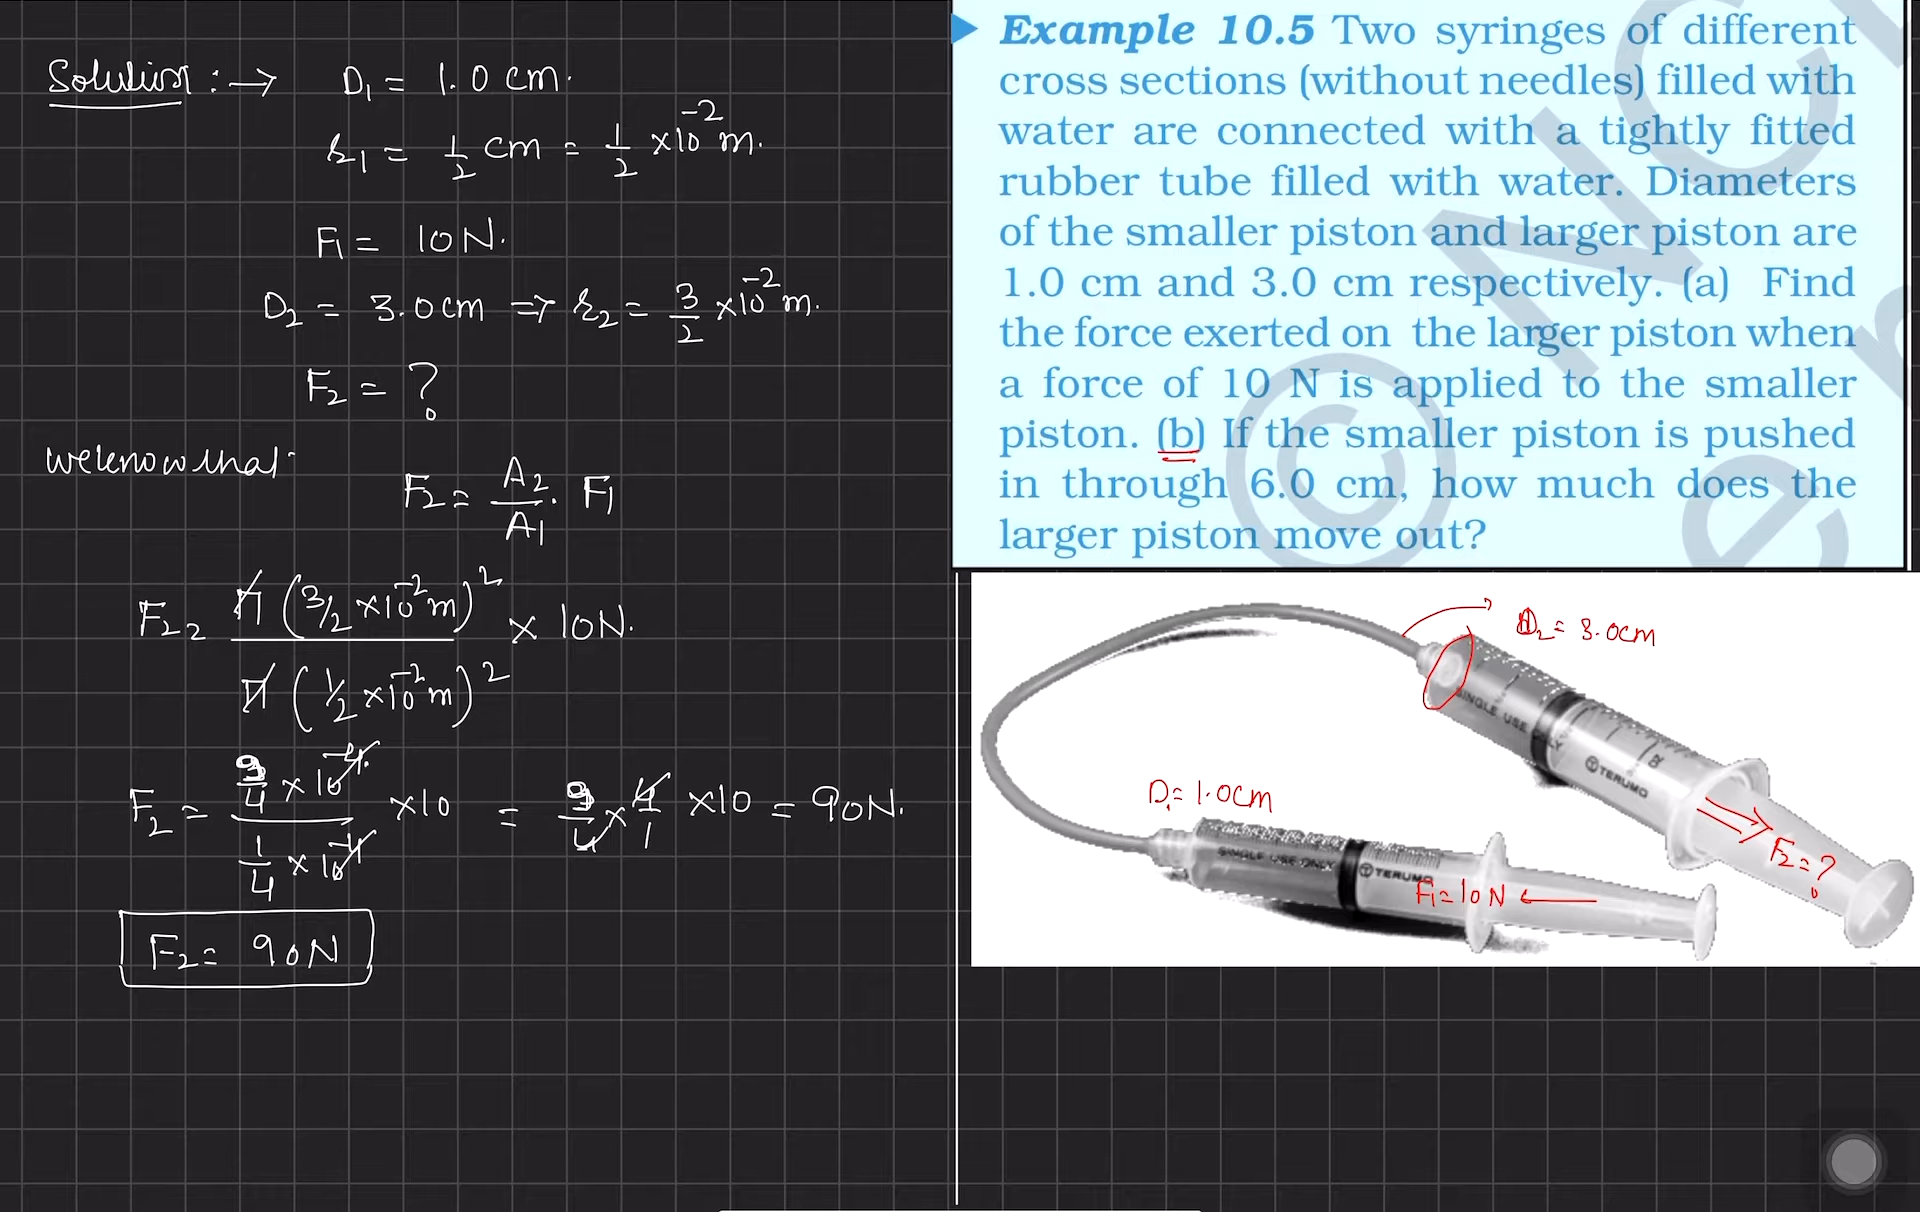 Solution :→ D₁ = 1.0 cm.
r₁ = 1/2 cm = 1/2 ×10⁻² m.
F₁ = 10N.
D₂ = 3.0cm ⇒ r₂ = 3/2 ×10⁻² m.
F₂ = ?
we know that
F₂ = A₂/A₁ . F₁
F₂ = π (3/2 ×10⁻² m)² / π (1/2 ×10⁻² m)² × 10N.
F₂ = 9/4 × 10⁻⁴ / 1/4 × 10⁻⁴ ×10 = 9/4 × 4/1 ×10 = 90N.
F₂ = 90N
Example 10.5 Two syringes of different
cross sections (without needles) filled with
water are connected with a tightly fitted
rubber tube filled with water. Diameters
of the smaller piston and larger piston are
1.0 cm and 3.0 cm respectively. (a) Find
the force exerted on the larger piston when
a force of 10 N is applied to the smaller
piston. (b) If the smaller piston is pushed
in through 6.0 cm, how much does the
larger piston move out?
D₂ = 3.0cm
SINGLE USE ONLY
TERUMO
F₂ = ?
D₁ = 1.0cm
SINGLE USE ONLY
TERUMO
F₁ = 10N